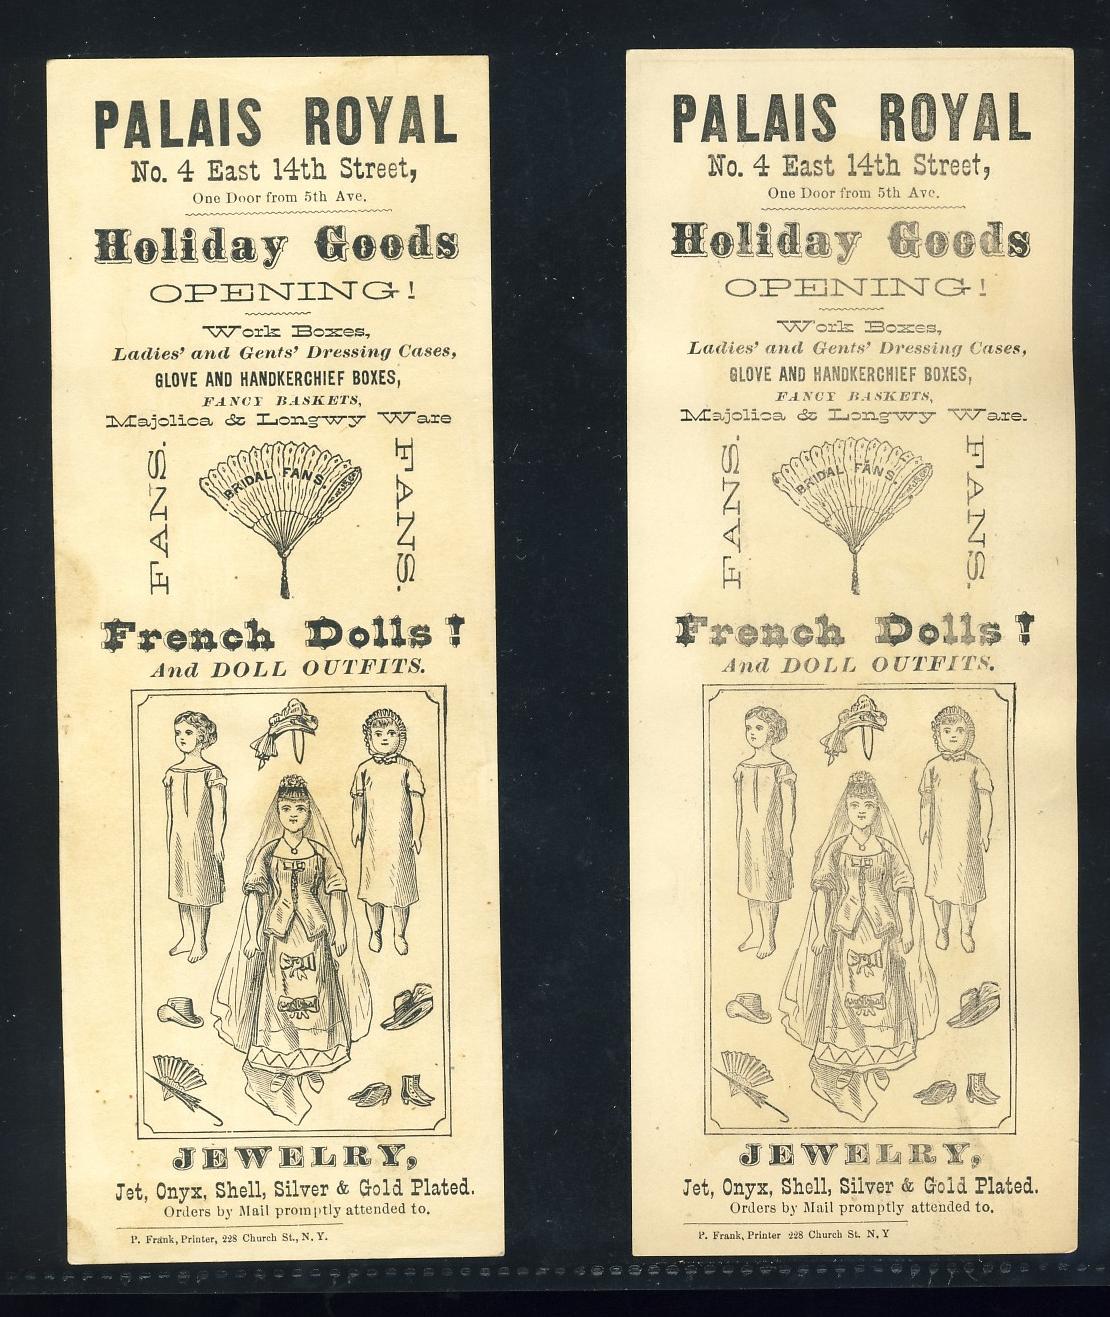 PALAIS ROYAL
No. 4 East 14th Street,
One Door from 5th Ave.
Holiday Goods
OPENING!
Work Boxes,
Ladies' and Gents' Dressing Cases,
GLOVE AND HANDKERCHIEF BOXES,
FANCY BASKETS,
Majolica & Longwy Ware
FANS.
BRIDAL FANS.
FANS.
French Dolls!
And DOLL OUTFITS.
JEWELRY,
Jet, Onyx, Shell, Silver & Gold Plated.
Orders by Mail promptly attended to.
P. Frank, Printer, 228 Church St., N. Y.
PALAIS ROYAL
No. 4 East 14th Street,
One Door from 5th Ave.
Holiday Goods
OPENING!
Work Boxes,
Ladies' and Gents' Dressing Cases,
GLOVE AND HANDKERCHIEF BOXES,
FANCY BASKETS,
Majolica & Longwy Ware.
FANS.
BRIDAL FANS.
FANS.
French Dolls!
And DOLL OUTFITS.
JEWELRY,
Jet, Onyx, Shell, Silver & Gold Plated.
Orders by Mail promptly attended to.
P. Frank, Printer 228 Church St. N, Y